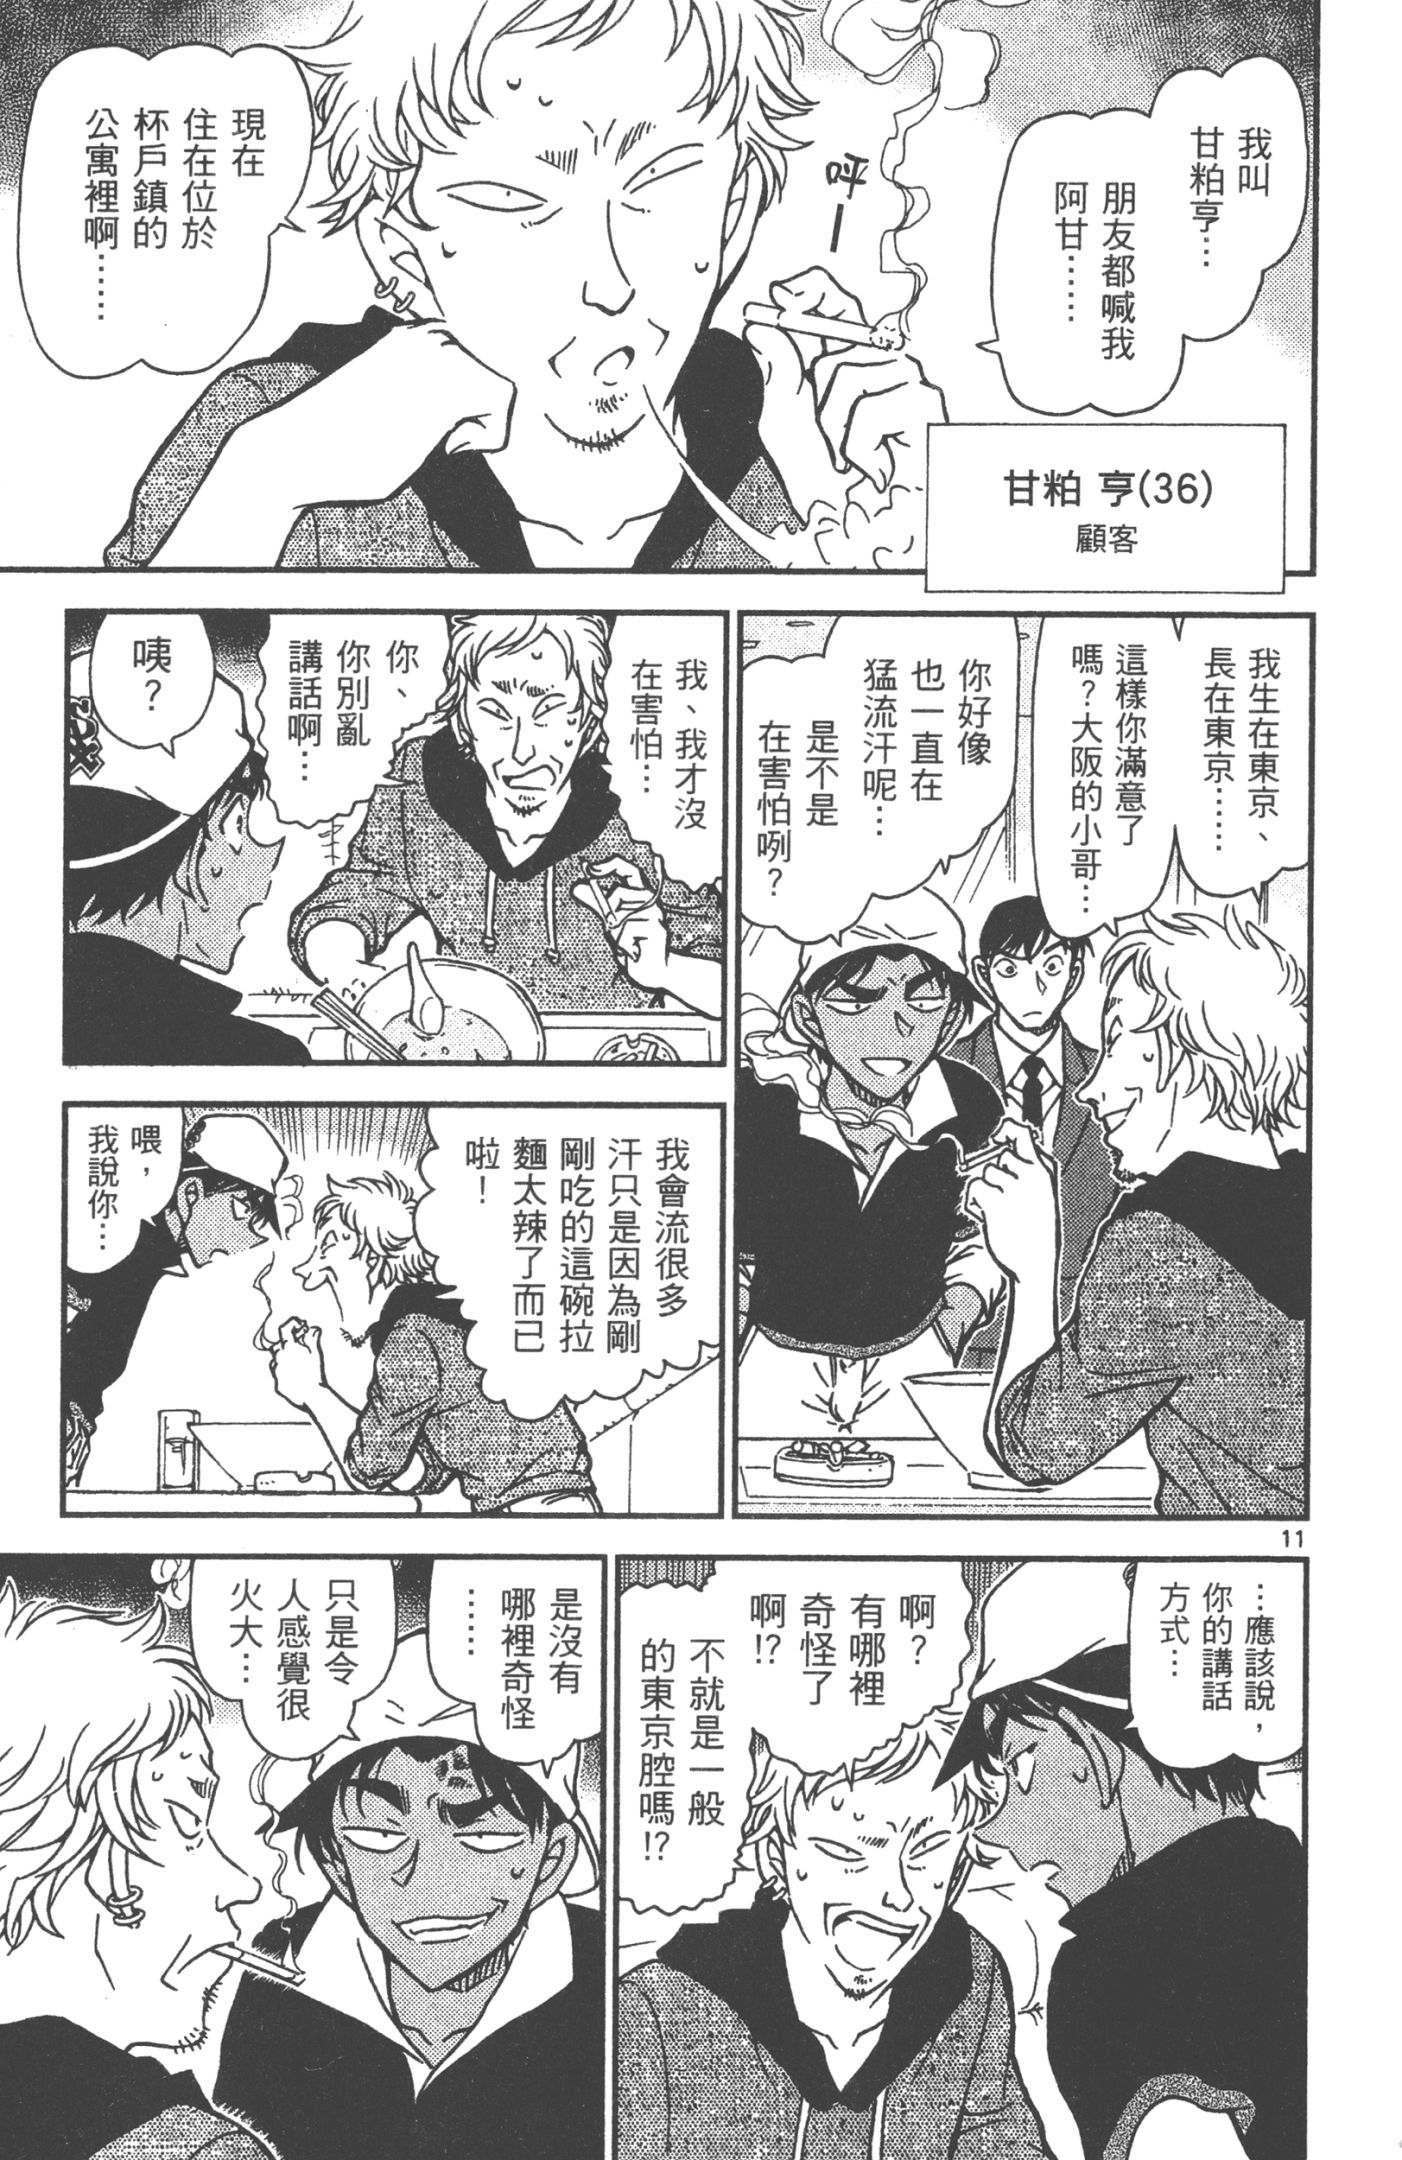 我叫
甘粕亨…
朋友都喊我
阿甘……
呼
現在
住在位於
杯戶鎮的
公寓裡啊……
甘粕 亨(36)
顧客
我生在東京、
長在東京……
這樣你滿意了
嗎？大阪的小哥…
你好像
也一直在
猛流汗呢…
是不是
在害怕咧？
我、我才沒
在害怕…
你、
你別亂
講話啊…
咦？
我會流很多
汗只是因為剛
剛吃的這碗拉
麵太辣了而已
啦！
喂，
我說你…
11
…應該說，
你的講話
方式…
啊？
有哪裡
奇怪了
啊!?
不就是一般
的東京腔嗎!?
是沒有
哪裡奇怪
……
只是令
人感覺很
火大…